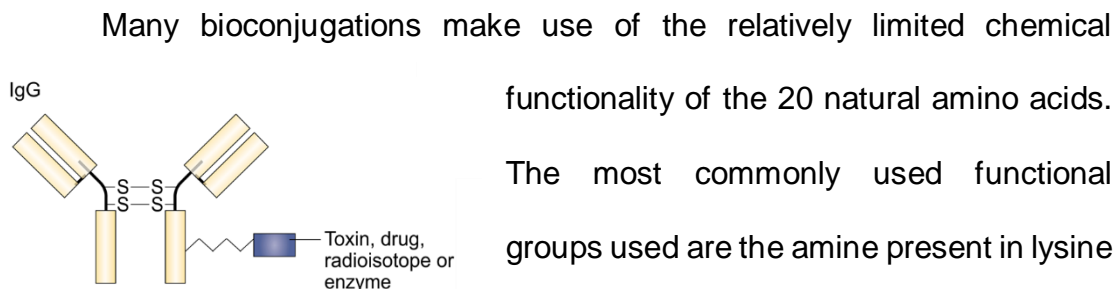 Many bioconjugations make use of the relatively limited chemical
IgG
S—S
S—S
Toxin, drug,
radioisotope or
enzyme
functionality of the 20 natural amino acids.
The most commonly used functional
groups used are the amine present in lysine